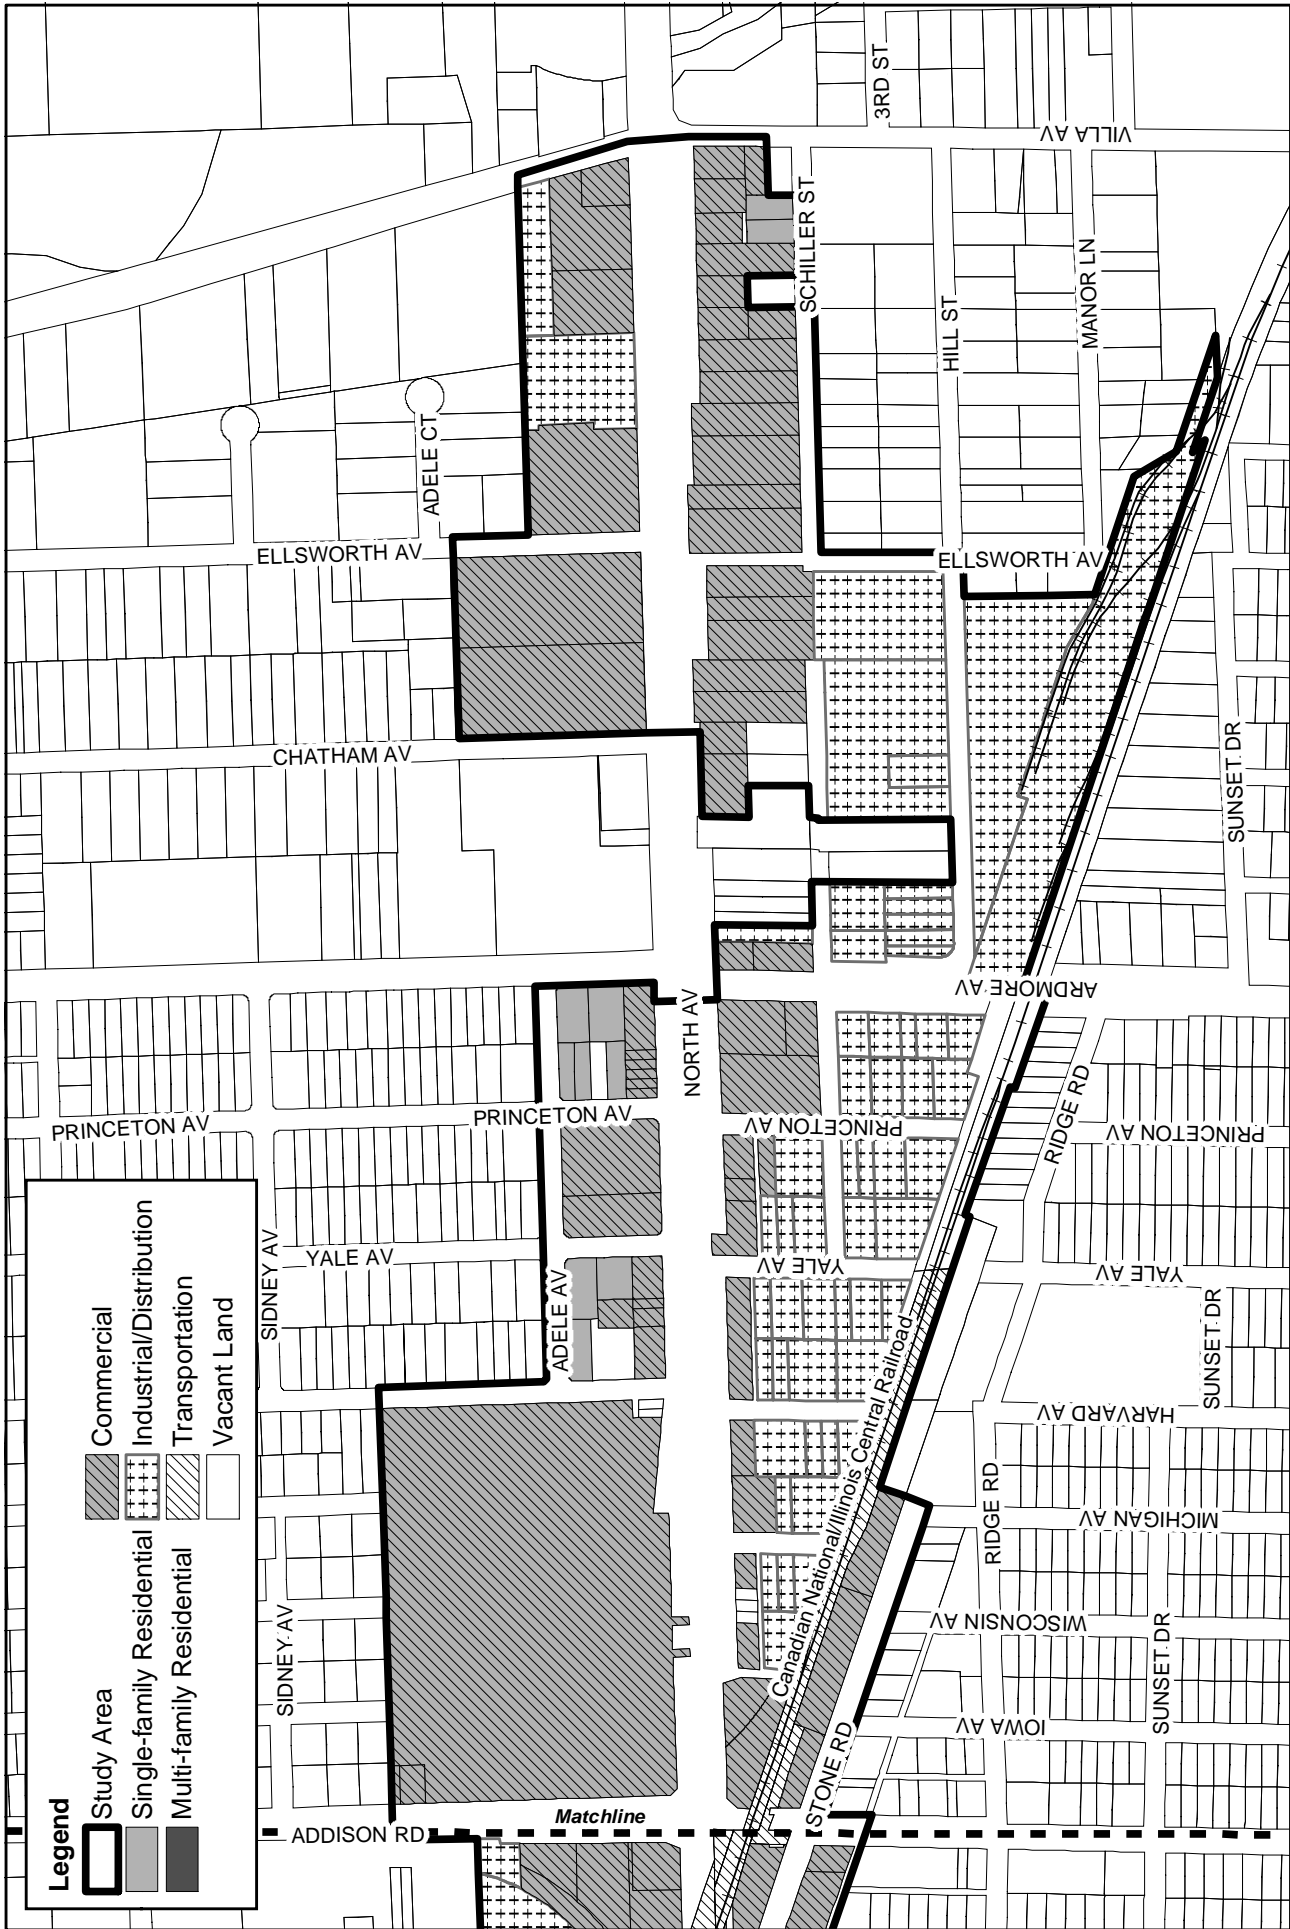 3RD ST
VILLA AV
SCHILLER ST
HILL ST
MANOR LN
ADELE CT
ELLSWORTH AV
ELLSWORTH AV
CHATHAM AV
SUNSET DR
ARDMORE AV
NORTH AV
PRINCETON AV
PRINCETON AV
PRINCETON AV
PRINCETON AV
RIDGE RD
SIDNEY AV
YALE AV
ADELE AV
YALE AV
YALE AV
SUNSET DR
HARVARD AV
Canadian National/Illinois Central Railroad
RIDGE RD
MICHIGAN AV
WISCONSIN AV
SUNSET DR
IOWA AV
SIDNEY AV
STONE RD
Matchline
ADDISON RD
Legend
Study Area
Single-family Residential
Multi-family Residential
Commercial
Industrial/Distribution
Transportation
Vacant Land